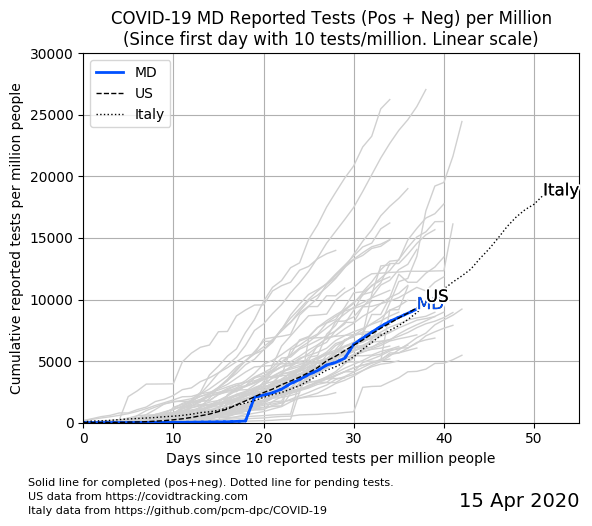 COVID-19 MD Reported Tests (Pos + Neg) per Million
(Since first day with 10 tests/million. Linear scale)
Cumulative reported tests per million people
30000
25000
20000
15000
10000
5000
0
MD
US
Italy
Italy
US
MD
0 10 20 30 40 50
Days since 10 reported tests per million people
Solid line for completed (pos+neg). Dotted line for pending tests.
US data from https://covidtracking.com
Italy data from https://github.com/pcm-dpc/COVID-19
15 Apr 2020